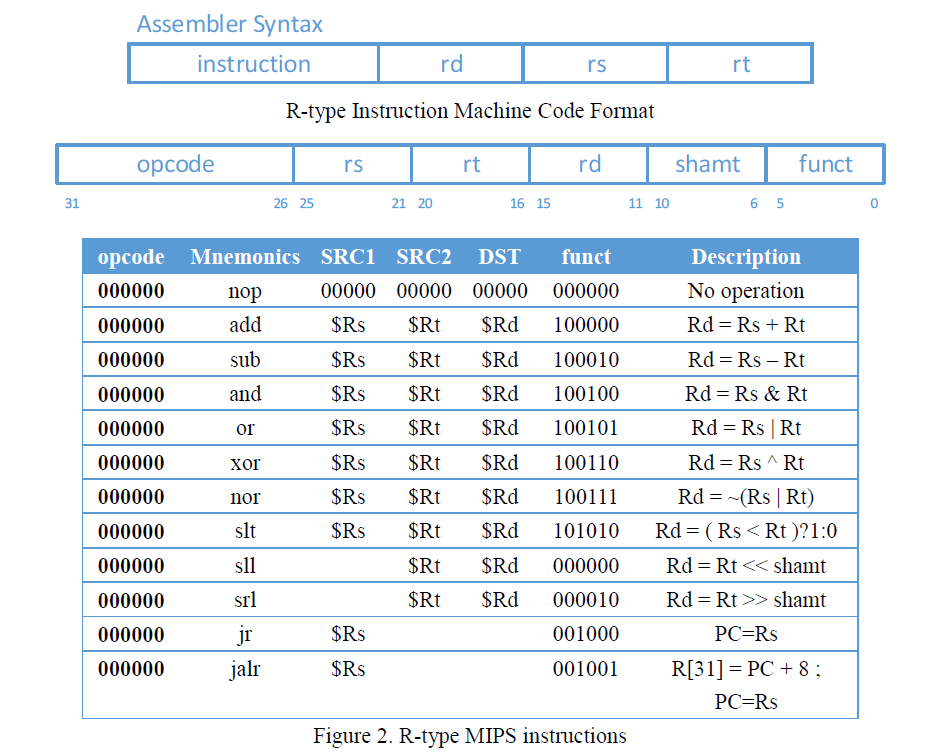 Assembler Syntax
instruction rd rs rt
R-type Instruction Machine Code Format
opcode rs rt rd shamt funct
31 26 25 21 20 16 15 11 10 6 5 0
opcode Mnemonics SRC1 SRC2 DST funct Description
000000 nop 00000 00000 00000 000000 No operation
000000 add $Rs $Rt $Rd 100000 Rd = Rs + Rt
000000 sub $Rs $Rt $Rd 100010 Rd = Rs – Rt
000000 and $Rs $Rt $Rd 100100 Rd = Rs & Rt
000000 or $Rs $Rt $Rd 100101 Rd = Rs | Rt
000000 xor $Rs $Rt $Rd 100110 Rd = Rs ^ Rt
000000 nor $Rs $Rt $Rd 100111 Rd = ~(Rs | Rt)
000000 slt $Rs $Rt $Rd 101010 Rd = ( Rs < Rt )?1:0
000000 sll $Rt $Rd 000000 Rd = Rt << shamt
000000 srl $Rt $Rd 000010 Rd = Rt >> shamt
000000 jr $Rs 001000 PC=Rs
000000 jalr $Rs 001001 R[31] = PC + 8 ;
PC=Rs
Figure 2. R-type MIPS instructions